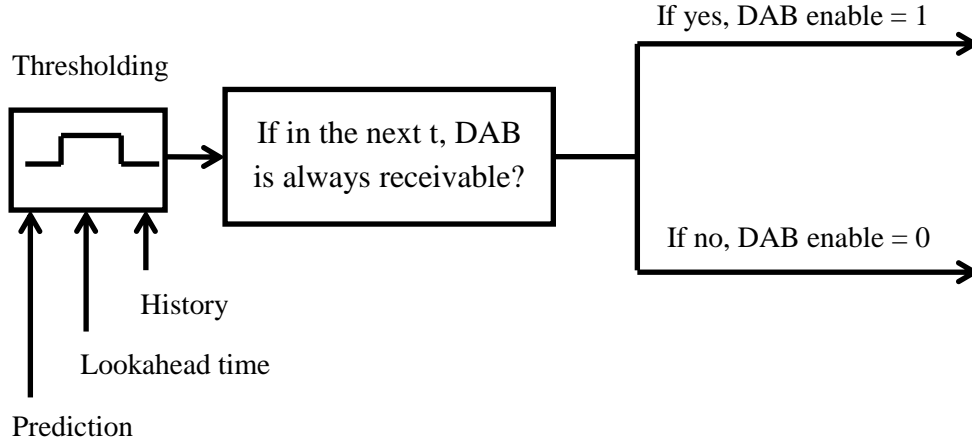 If yes, DAB enable = 1
Thresholding
If in the next t, DAB
is always receivable?
If no, DAB enable = 0
History
Lookahead time
Prediction